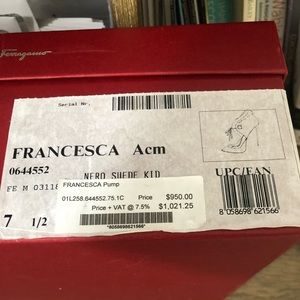 Ferragamo
Serial Nr.
FRANCESCA Acm
0644552
NERO SUEDE KID
UPC/EAN
FE M 03118
FRANCESCA Pump
01L258.644552.75.1C Price $950.00
Price + VAT @ 7.5% $1,021.25
*8058698621566*
7 1/2
8 058698 621566